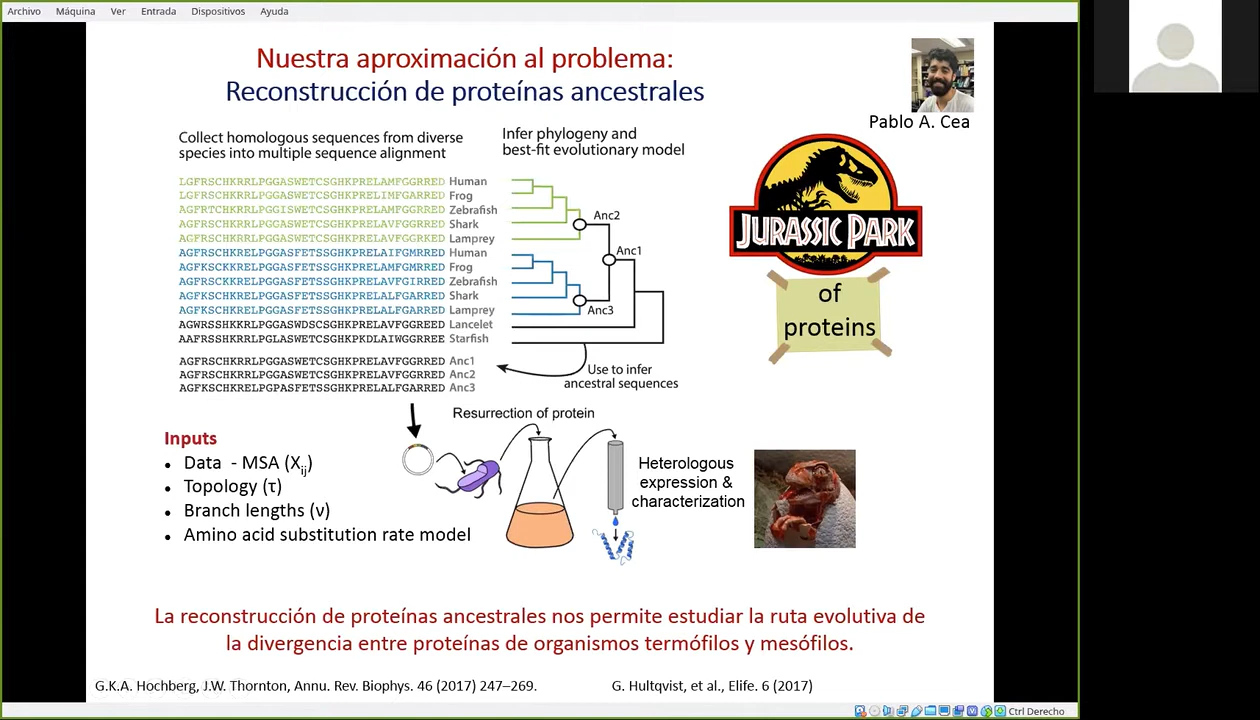 Archivo Máquina Ver Entrada Dispositivos Ayuda
Nuestra aproximación al problema:
Reconstrucción de proteínas ancestrales
Pablo A. Cea
Collect homologous sequences from diverse
species into multiple sequence alignment
Infer phylogeny and
best-fit evolutionary model
LGFRSCHKRRLPGGASWETCSGHKPRELAMFGGRRED Human
LGFRSCHKRRLPGGASWETCSGHKPRELIMFGARRED Frog
AGFRTCHKRRLPGGISWETCSGHKPRELAMFGGRRED Zebrafish
AGFRSCHKRRLPGGASWETCSGHKPRELAVFGGRRED Shark
AGFRSCHKRRLPGGASWETCSGHKPRELAVFGGRKED Lamprey
AGFRSCHKRELPGGASFETSSGHKPRELAIFGMRRED Human
AGFKSCKKRELPGGASFETSSGHKPRELAMFGMRRED Frog
AGFRSCKKRELPGGASFETSSGHKPRELAVFGIRRED Zebrafish
AGFKSCHKRELPGGASFETSSGHKPRELALFGARRED Shark
AGFKSCHKRELPGGASFETSSGHKPRELALFGARRED Lamprey
AGWRSSHKKRLPGGASWDSCSGHKPRELAVFGGREED Lancelet
AAFRSSHKRRLPGLASWETCSGHKPKDLAIWGGRREE Starfish
AGFRSCHKRRLPGGASWETCSGHKPRELAVFGGRRED Anc1
AGFRSCHKRRLPGGASWETCSGHKPRELAVFGGRRED Anc2
AGFKSCHKRELPGPASFETSSGHKPRELALFGARRED Anc3
Anc2
Anc1
Anc3
Use to infer
ancestral sequences
JURASSIC PARK
of
proteins
Resurrection of protein
Inputs
• Data - MSA (Xij)
• Topology (τ)
• Branch lengths (ν)
• Amino acid substitution rate model
Heterologous
expression &
characterization
La reconstrucción de proteínas ancestrales nos permite estudiar la ruta evolutiva de
la divergencia entre proteínas de organismos termófilos y mesófilos.
G.K.A. Hochberg, J.W. Thornton, Annu. Rev. Biophys. 46 (2017) 247–269.
G. Hultqvist, et al., Elife. 6 (2017)
Ctrl Derecho